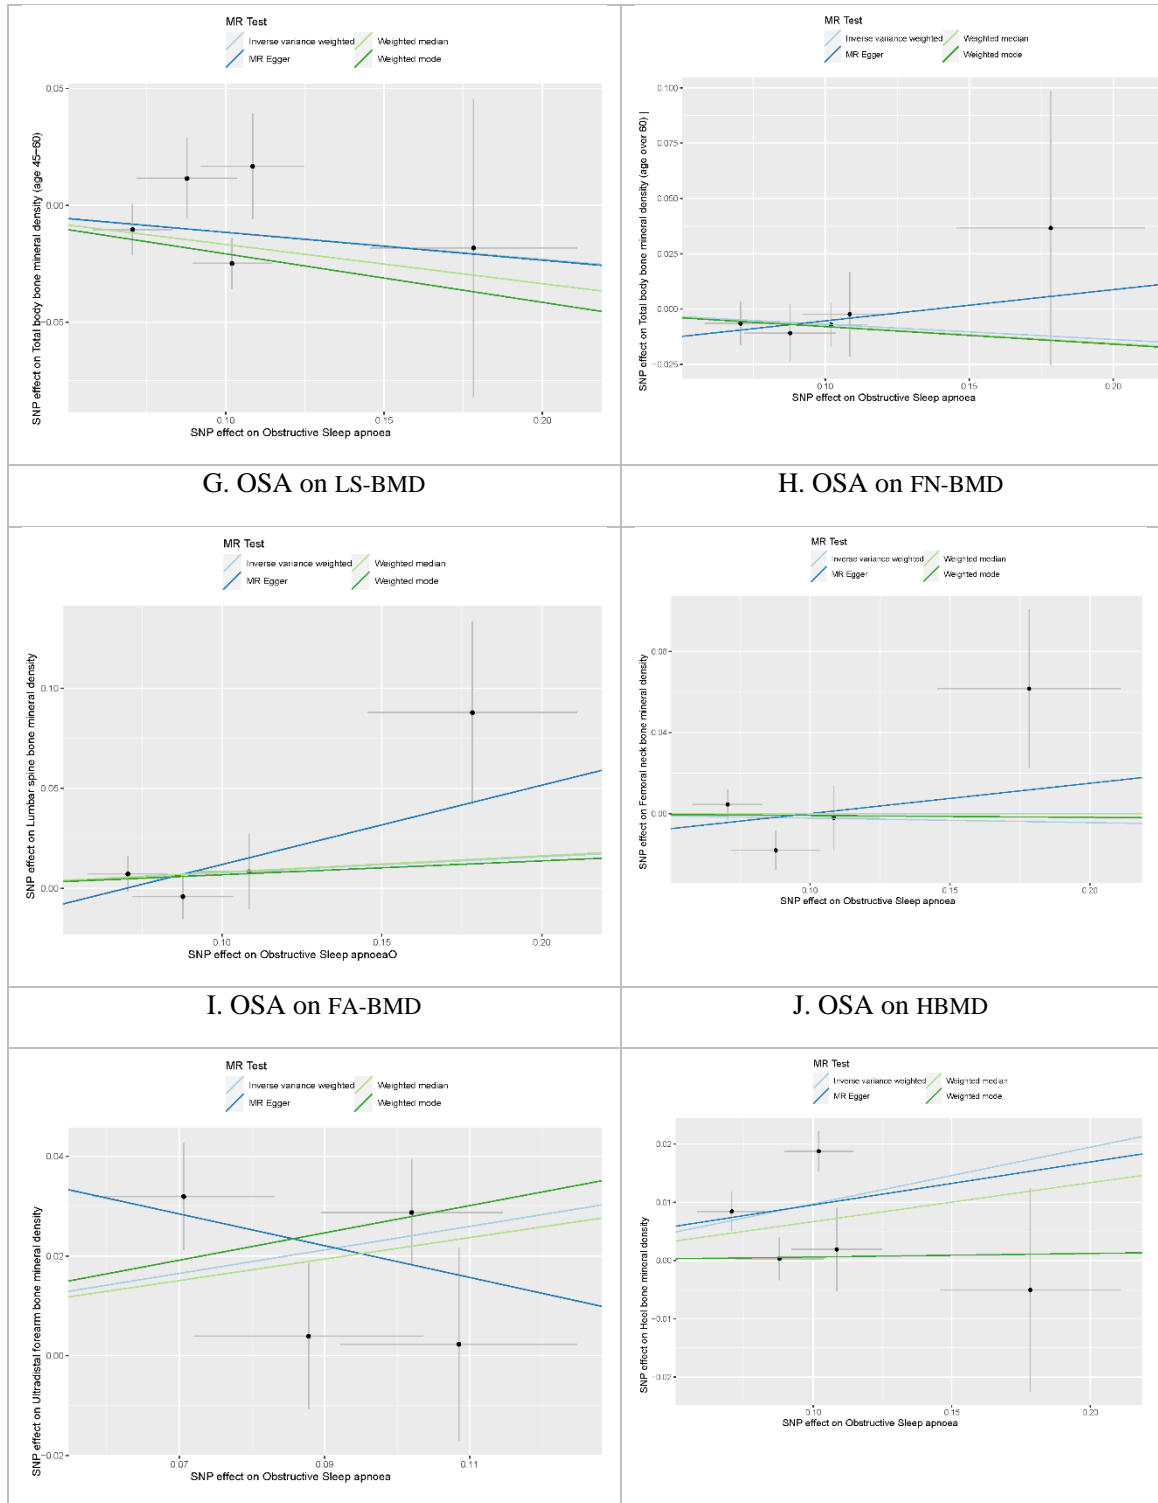 MR Test
Inverse variance weighted Weighted median
MR Egger Weighted mode
SNP effect on Total body bone mineral density (age 45−60)
0.05
0.00
−0.05
0.10 0.15 0.20
SNP effect on Obstructive Sleep apnoea
MR Test
Inverse variance weighted Weighted median
MR Egger Weighted mode
SNP effect on Total body bone mineral density (age over 60) |
0.100
0.075
0.050
0.025
0.000
−0.025
0.10 0.15 0.20
SNP effect on Obstructive Sleep apnoea
G. OSA on LS-BMD
H. OSA on FN-BMD
MR Test
Inverse variance weighted Weighted median
MR Egger Weighted mode
SNP effect on Lumbar spine bone mineral density
0.10
0.05
0.00
0.10 0.15 0.20
SNP effect on Obstructive Sleep apnoeaO
MR Test
Inverse variance weighted Weighted median
MR Egger Weighted mode
SNP effect on Femoral neck bone mineral density
0.08
0.04
0.00
0.10 0.15 0.20
SNP effect on Obstructive Sleep apnoea
I. OSA on FA-BMD
J. OSA on HBMD
MR Test
Inverse variance weighted Weighted median
MR Egger Weighted mode
SNP effect on Ultradistal forearm bone mineral density
0.04
0.02
0.00
−0.02
0.07 0.09 0.11
SNP effect on Obstructive Sleep apnoea
MR Test
Inverse variance weighted Weighted median
MR Egger Weighted mode
SNP effect on Heel bone mineral density
0.02
0.01
0.00
−0.01
−0.02
0.10 0.15 0.20
SNP effect on Obstructive Sleep apnoea